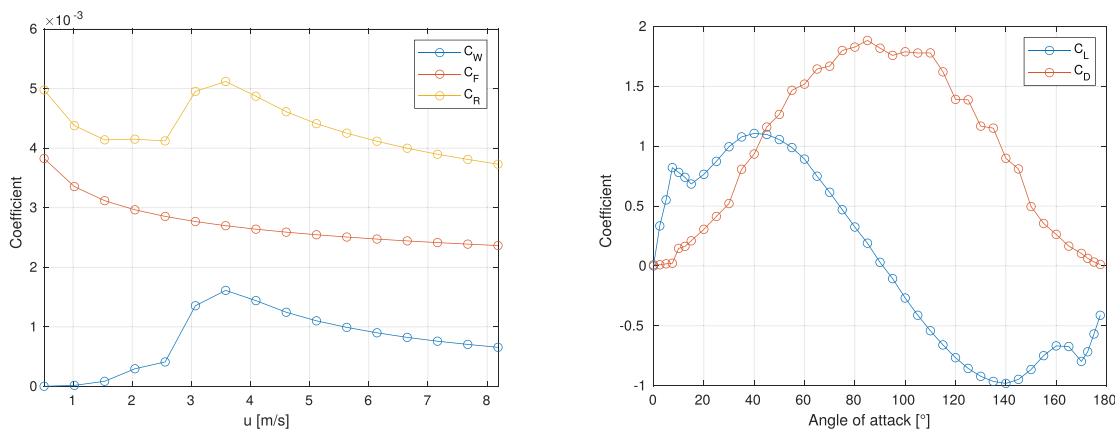 ×10⁻³
6
5
4
3
2
1
0
Coefficient
1 2 3 4 5 6 7 8
u [m/s]
C_W
C_F
C_R
2
1.5
1
0.5
0
-0.5
-1
Coefficient
0 20 40 60 80 100 120 140 160 180
Angle of attack [°]
C_L
C_D